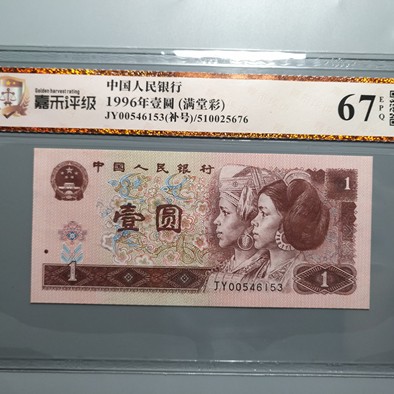 中国人民银行
Golden harvest rating
嘉禾评级
1996年壹圆 (满堂彩)
67 EPQ
JY00546153(补号)/510025676
中国人民银行
1
壹圆
1
JY00546153
1